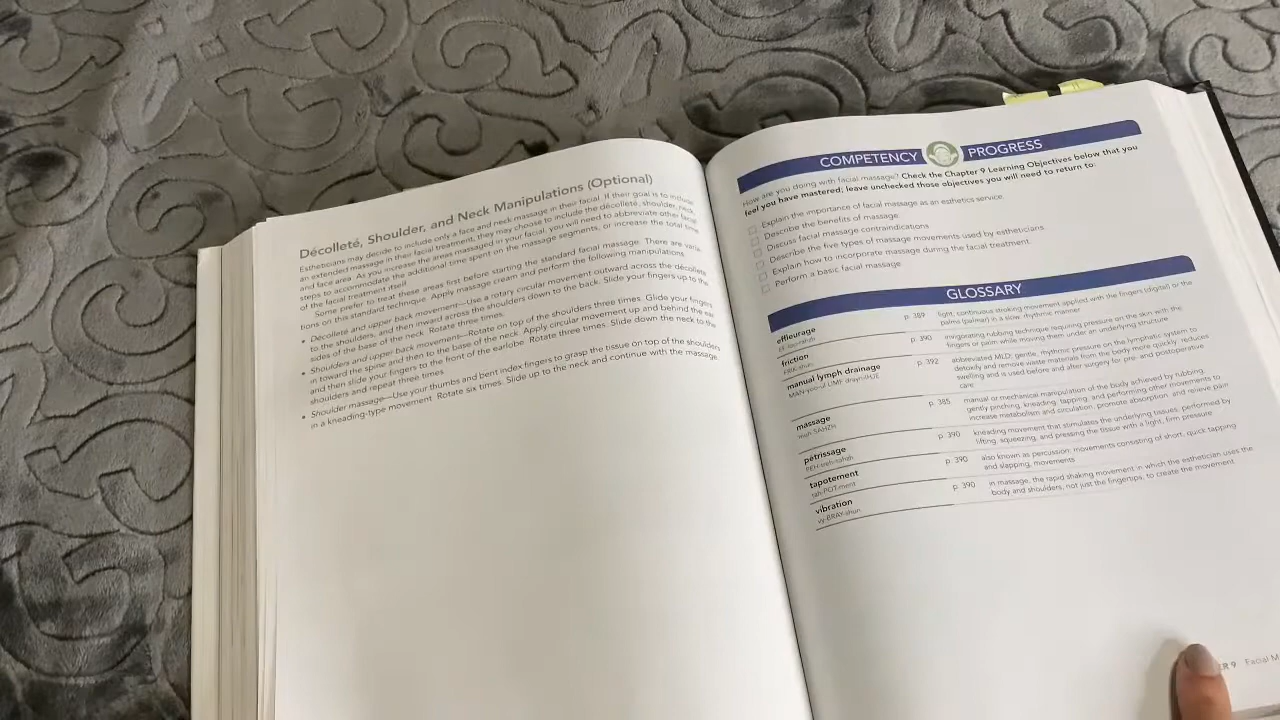 Décolleté, Shoulder, and Neck Manipulations (Optional)
Estheticians may decide to include only a face and neck massage in their facial. If their goal is to include
an extended massage in their facial treatment, they may choose to include the décolleté, shoulder, neck,
and face area. As you increase the areas massaged in your facial, you will need to abbreviate other facial
steps to accommodate the additional time spent on the massage segments, or increase the total time
of the facial treatment itself.
Some prefer to treat these areas first before starting the standard facial massage. There are varia-
tions on this standard technique. Apply massage cream and perform the following manipulations.
• Décolleté and upper back movement—Use a rotary circular movement outward across the décolleté
to the shoulders, and then inward across the shoulders down to the back. Slide your fingers up to the
sides of the base of the neck. Rotate three times.
• Shoulders and upper back movement—Rotate on top of the shoulders three times. Glide your fingers
in toward the spine and then to the base of the neck. Apply circular movement up and behind the ear
and then slide your fingers to the front of the earlobe. Rotate three times. Slide down the neck to the
shoulders and repeat three times.
• Shoulder massage—Use your thumbs and bent index fingers to grasp the tissue on top of the shoulders
in a kneading-type movement. Rotate six times. Slide up to the neck and continue with the massage.
COMPETENCY PROGRESS
How are you doing with facial massage? Check the Chapter 9 Learning Objectives below that you
feel you have mastered; leave unchecked those objectives you will need to return to:
Explain the importance of facial massage as an esthetics service.
Describe the benefits of massage
Discuss facial massage contraindications
Describe the five types of massage movements used by estheticians
Explain how to incorporate massage during the facial treatment
Perform a basic facial massage
GLOSSARY
effleurage p. 389 light, continuous stroking movement applied with the fingers (digital) or the
palm (palmar) in a slow, rhythmic manner
friction p. 390 invigorating rubbing technique requiring pressure on the skin with the
FRIK-shun fingers or palm while moving them under an underlying structure
manual lymph drainage p. 392 abbreviated MLD; gentle, rhythmic pressure on the lymphatic system to
detoxify and remove waste materials from the body more quickly; reduces
swelling and is used before and after surgery for pre- and postoperative
care
massage p. 385 manual or mechanical manipulation of the body achieved by rubbing,
muh-SAHZH gently pinching, kneading, tapping, and performing other movements to
increase metabolism and circulation, promote absorption, and relieve pain
pétrissage p. 390 kneading movement that stimulates the underlying tissues; performed by
lifting, squeezing, and pressing the tissue with a light, firm pressure
tapotement p. 390 also known as percussion; movements consisting of short, quick tapping
tah-POT-ment and slapping, movements
vibration p. 390 in massage, the rapid shaking movement in which the esthetician uses the
vy-BRAY-shun body and shoulders, not just the fingertips, to create the movement
ER 9 Facial M